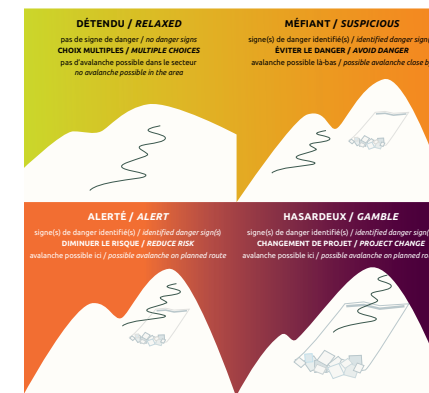 DÉTENDU / RELAXED
pas de signe de danger / no danger signs
CHOIX MULTIPLES / MULTIPLE CHOICES
pas d'avalanche possible dans le secteur
no avalanche possible in the area
MÉFIANT / SUSPICIOUS
signe(s) de danger identifié(s) / identified danger sign(
ÉVITER LE DANGER / AVOID DANGER
avalanche possible là-bas / possible avalanche close b
ALERTÉ / ALERT
signe(s) de danger identifié(s) / identified danger sign(s)
DIMINUER LE RISQUE / REDUCE RISK
avalanche possible ici / possible avalanche on planned route
HASARDEUX / GAMBLE
signe(s) de danger identifié(s) / identified danger sign(
CHANGEMENT DE PROJET / PROJECT CHANGE
avalanche possible ici / possible avalanche on planned ro